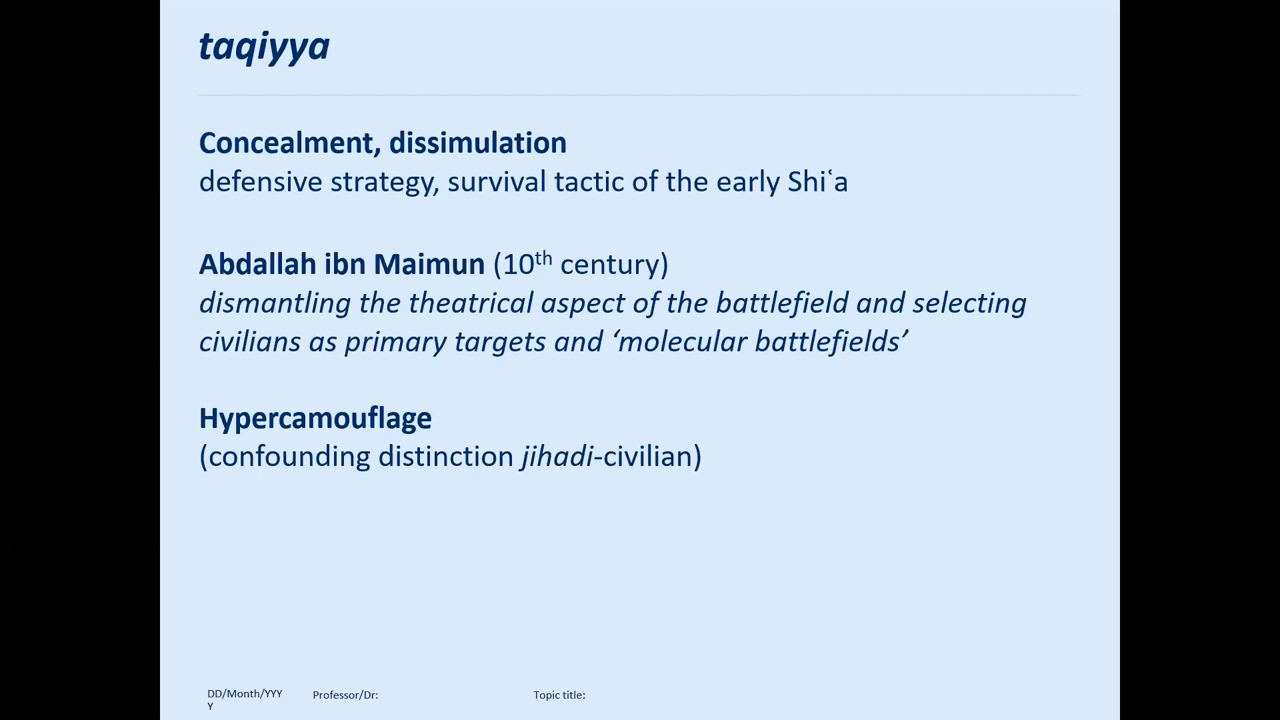 taqiyya
Concealment, dissimulation
defensive strategy, survival tactic of the early Shiʿa
Abdallah ibn Maimun (10th century)
dismantling the theatrical aspect of the battlefield and selecting
civilians as primary targets and ‘molecular battlefields’
Hypercamouflage
(confounding distinction jihadi-civilian)
DD/Month/YYY
Y
Professor/Dr:
Topic title: